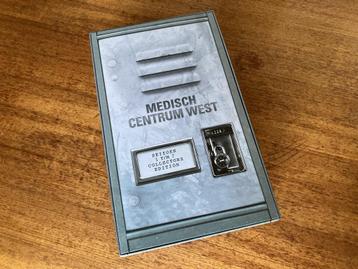 MEDISCH
CENTRUM WEST
SEIZOEN
1 T/M 7
COLLECTORS
EDITION